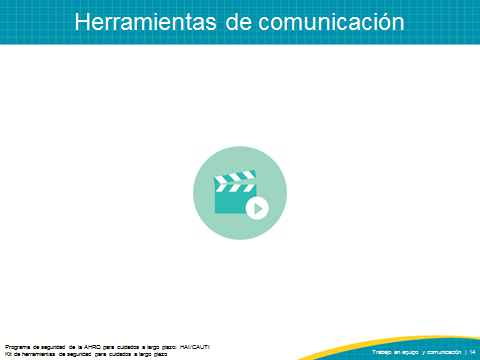 Herramientas de comunicación
Programa de seguridad de la AHRQ para cuidados a largo plazo: HAI/CAUTI
Kit de herramientas de seguridad para cuidados a largo plazo
Trabajo en equipo y comunicación | 14